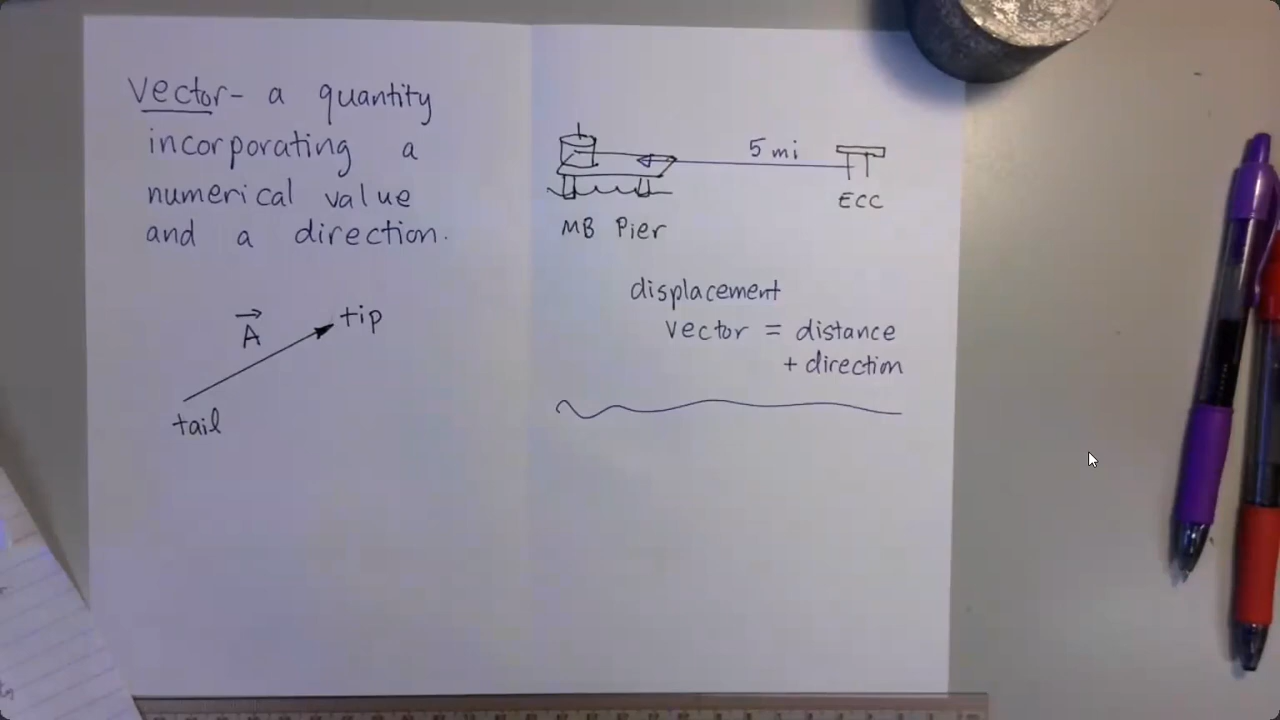 Vector- a quantity
incorporating a
numerical value
and a direction.
A
tip
tail
5 mi
ECC
MB Pier
displacement
vector = distance
+ direction